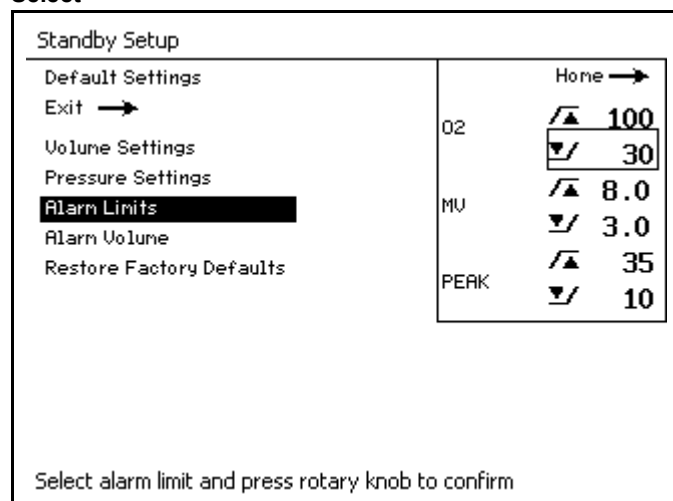 Select
Standby Setup
Default Settings
Exit
Volume Settings
Pressure Settings
Alarm Limits
Alarm Volume
Restore Factory Defaults
Home
O2
100
30
MV
8.0
3.0
PEAK
35
10
Select alarm limit and press rotary knob to confirm